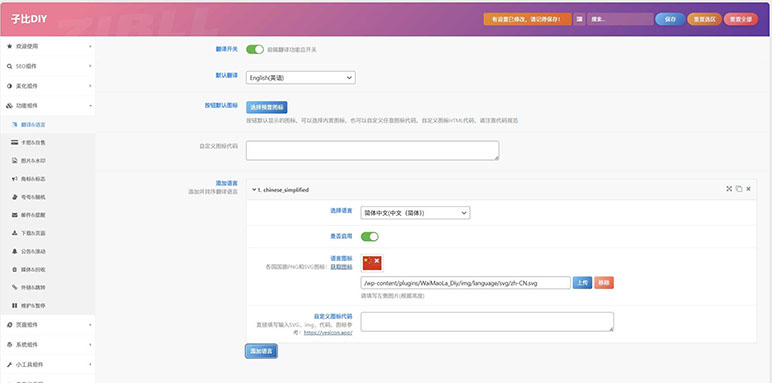 子比DIY
ZIBLL
有设置已修改，请记得保存！
搜索...
保存
重置选区
重置全部
欢迎使用
SEO组件
美化组件
功能组件
翻译&语言
卡密&自售
图片&水印
角标&标志
夸夸&随机
邮件&提醒
下载&页面
公告&滚动
媒体&回收
外链&跳转
维护&暂停
页面组件
系统组件
小工具组件
翻译开关
前端翻译功能总开关
默认翻译
English(英语)
按钮默认图标
选择预置图标
按钮默认显示的图标，可以选择内置图标，也可以自定义任意图标代码，自定义图标HTML代码，请注意代码规范
自定义图标代码
添加语言
添加并排序翻译语言
1. chinese_simplified
选择语言
简体中文(中文（简体）)
是否启用
语言图标
各国国旗PNG和SVG图标：获取图标
/wp-content/plugins/WaiMaoLa_Diy/img/language/svg/zh-CN.svg
上传
移除
请填写左侧图片(根据高度)
自定义图标代码
直接填写输入SVG、img、代码。图标参
考：https://yesicon.app/
添加语言